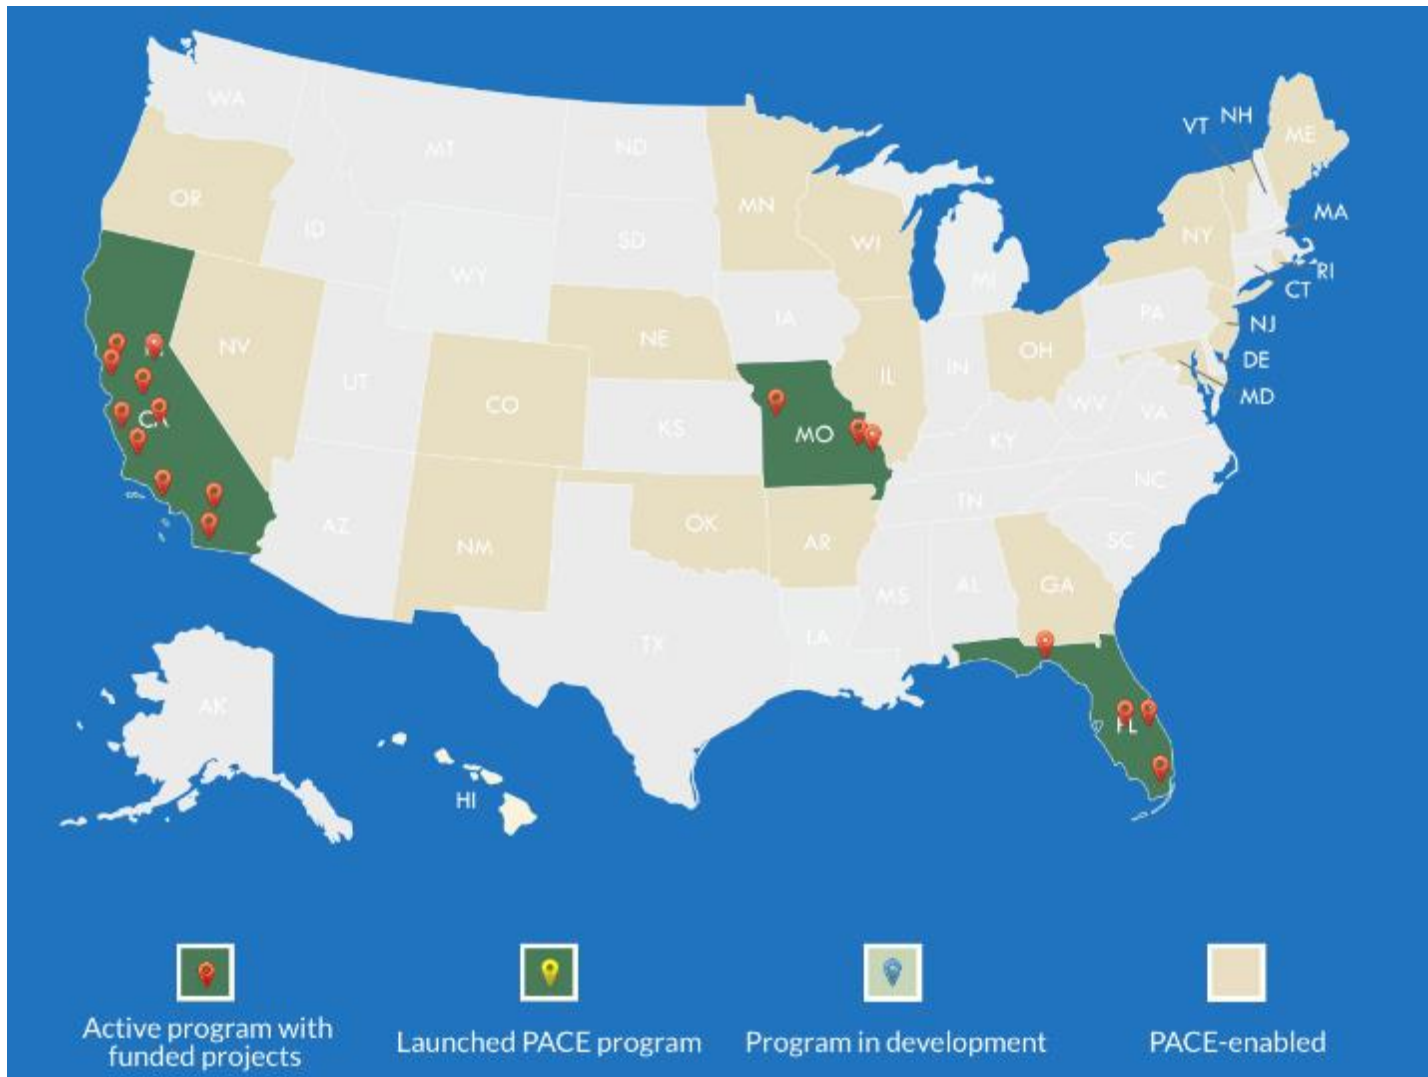 WA
MT
ND
MN
VT
NH
ME
OR
ID
SD
WI
NY
MA
WY
MI
RI
CT
IA
PA
NJ
NV
NE
OH
DE
UT
CO
IL
IN
MD
KS
MO
WV
VA
CA
KY
NC
AZ
NM
OK
AR
TN
SC
MS
AL
GA
TX
LA
AK
FL
HI
Active program with
funded projects
Launched PACE program
Program in development
PACE-enabled